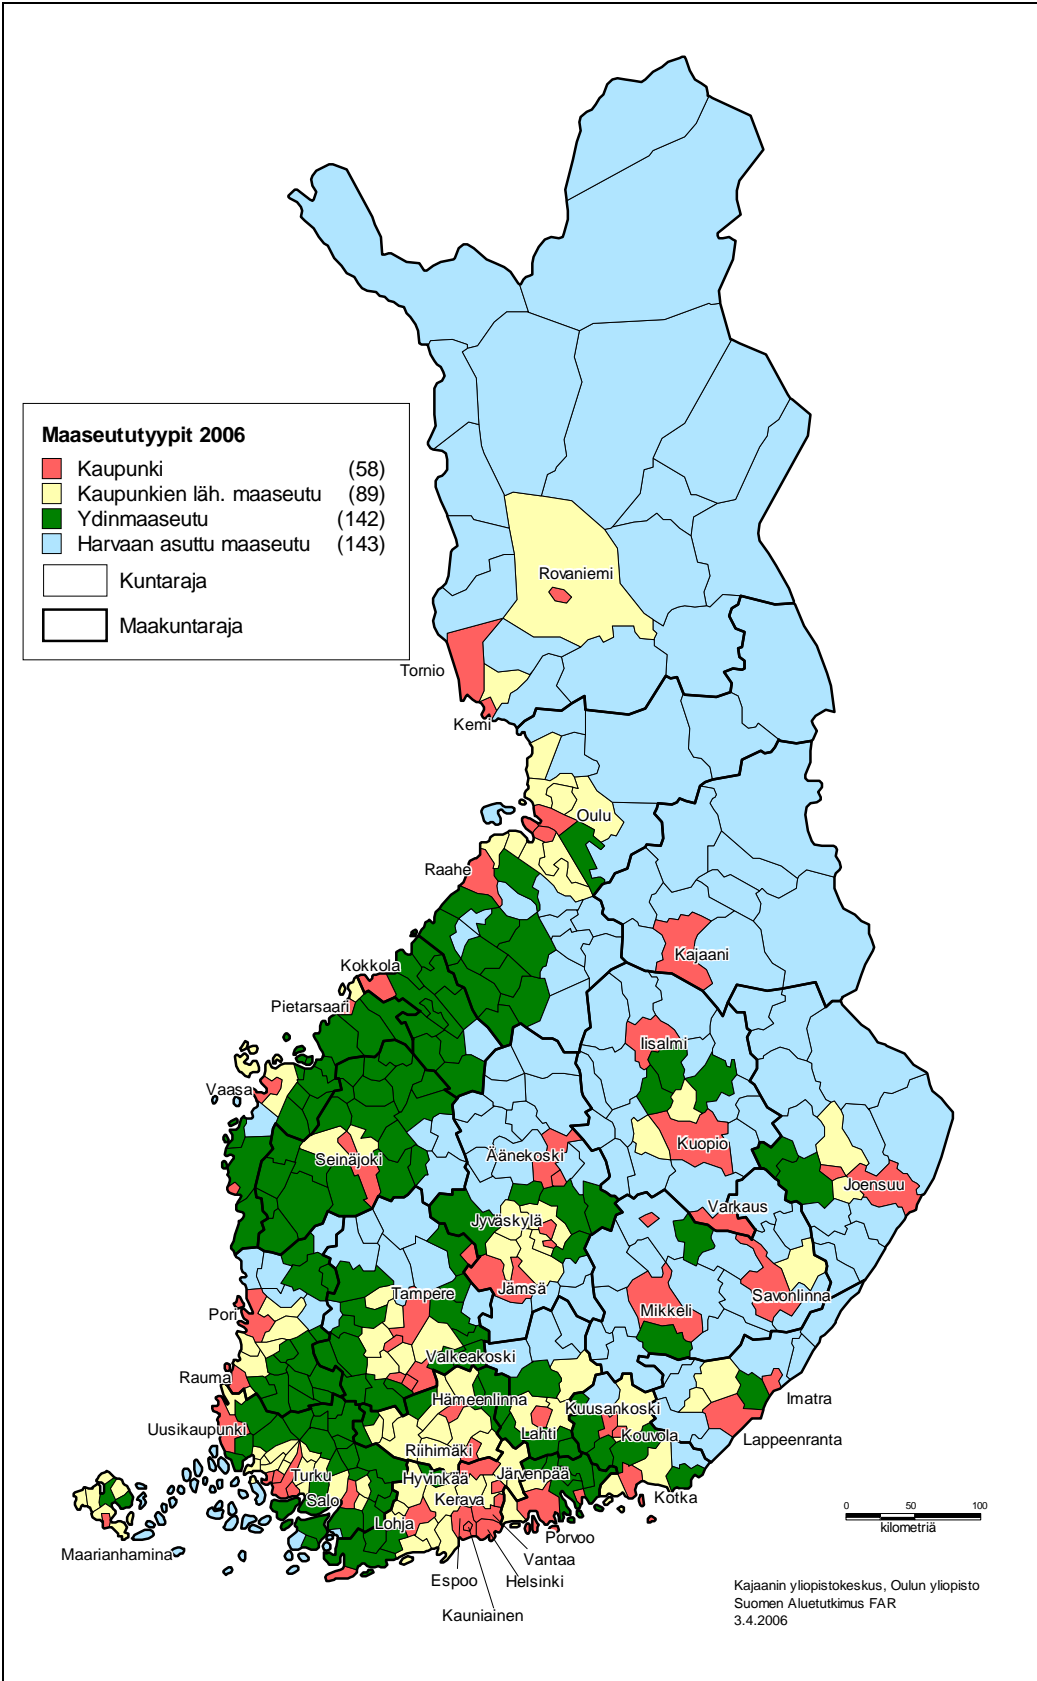 Maaseututyypit 2006
Kaupunki (58)
Kaupunkien läh. maaseutu (89)
Ydinmaaseutu (142)
Harvaan asuttu maaseutu (143)
Kuntaraja
Maakuntaraja
Rovaniemi
Tornio
Kemi
Oulu
Raahe
Kajaani
Kokkola
Pietarsaari
Iisalmi
Vaasa
Kuopio
Seinäjoki
Äänekoski
Joensuu
Varkaus
Jyväskylä
Jämsä
Tampere
Savonlinna
Mikkeli
Pori
Valkeakoski
Rauma
Hämeenlinna
Imatra
Kuusankoski
Uusikaupunki
Lahti
Kouvola
Lappeenranta
Riihimäki
Turku
Hyvinkää
Järvenpää
Salo
Kerava
Kotka
Lohja
Porvoo
Maarianhamina
Vantaa
Espoo
Helsinki
Kauniainen
0 50 100
kilometriä
Kajaanin yliopistokeskus, Oulun yliopisto
Suomen Aluetutkimus FAR
3.4.2006